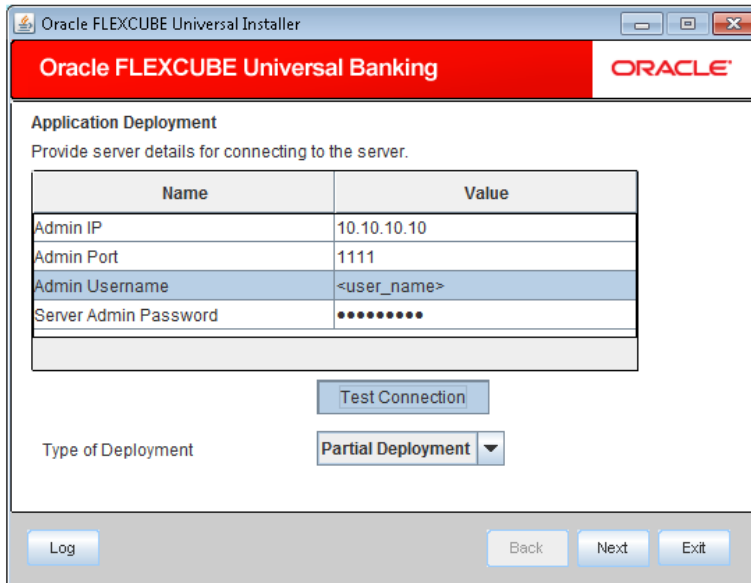 Oracle FLEXCUBE Universal Installer
Oracle FLEXCUBE Universal Banking
ORACLE
Application Deployment
Provide server details for connecting to the server.
Name Value
Admin IP 10.10.10.10
Admin Port 1111
Admin Username <user_name>
Server Admin Password •••••••••
Test Connection
Type of Deployment Partial Deployment
Log Back Next Exit